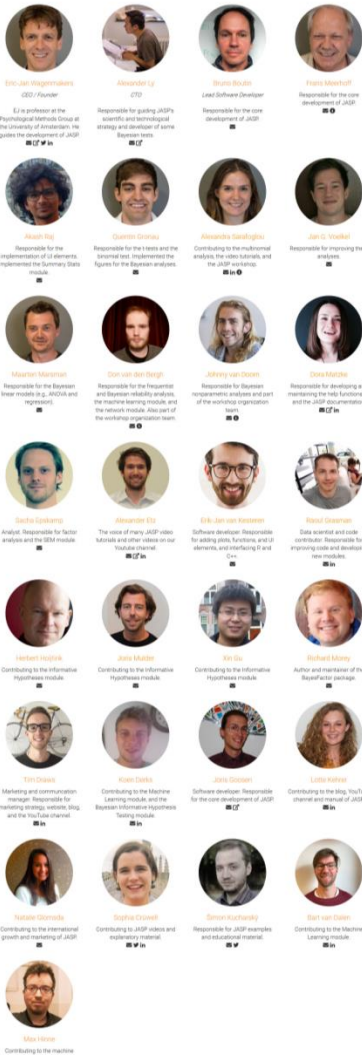 Eric-Jan Wagenmakers
CEO / Founder
EJ is professor at the
Psychological Methods Group at
the University of Amsterdam. He
guides the development of JASP
Alexander Ly
CTO
Responsible for guiding JASP's
scientific and technological
strategy and developer of some
Bayesian tests
Bruno Boutin
Lead Software Developer
Responsible for the core
development of JASP.
Frans Meerhoff
Responsible for the core
development of JASP.
Akash Raj
Responsible for the
implementation of UI elements.
Implemented the Summary Stats
module.
Quentin Gronau
Responsible for the t-tests and the
binomial test. Implemented the
figures for the Bayesian analyses.
Alexandra Sarafoglou
Contributing to the multinomial
analysis, the video tutorials, and
the JASP workshop.
Jan G. Voelkel
Responsible for improving the
analyses.
Maarten Marsman
Responsible for the Bayesian
linear models (e.g., ANOVA and
regression).
Don van den Bergh
Responsible for the frequentist
and Bayesian reliability analysis,
the machine learning module, and
the network module. Also part of
the workshop organization team.
Johnny van Doorn
Responsible for Bayesian
nonparametric analyses and part
of the workshop organization
team.
Dora Matzke
Responsible for developing a
maintaining the help functional
and the JASP documentation
Sacha Epskamp
Analyst. Responsible for factor
analysis and the SEM module
Alexander Etz
The voice of many JASP video
tutorials and other videos on our
Youtube channel.
Erik-Jan van Kesteren
Software developer. Responsible
for adding plots, functions, and UI
elements, and interfacing R and
C++.
Raoul Grasman
Data scientist and code
contributor. Responsible for
improving code and develop
new modules.
Herbert Hoijtink
Contributing to the Informative
Hypotheses module.
Joris Mulder
Contributing to the Informative
Hypotheses module.
Xin Gu
Contributing to the Informative
Hypotheses module.
Richard Morey
Author and maintainer of the
BayesFactor package.
Tim Draws
Marketing and communication
manager. Responsible for
marketing strategy, website, blog,
and the YouTube channel.
Koen Derks
Contributing to the Machine
Learning module, and the
Bayesian Informative Hypothesis
Testing module.
Joris Goosen
Software developer. Responsible
for the core development of JASP.
Lotte Kehrer
Contributing to the blog, YouTu
channel and manual of JASP
Natalie Glomsda
Contributing to the international
growth and marketing of JASP.
Sophia Crüwell
Contributing to JASP videos and
explanatory material.
Šimon Kucharský
Responsible for JASP examples
and educational material.
Bart van Dalen
Contributing to the Machine
Learning module.
Max Hinne
Contributing to the machine